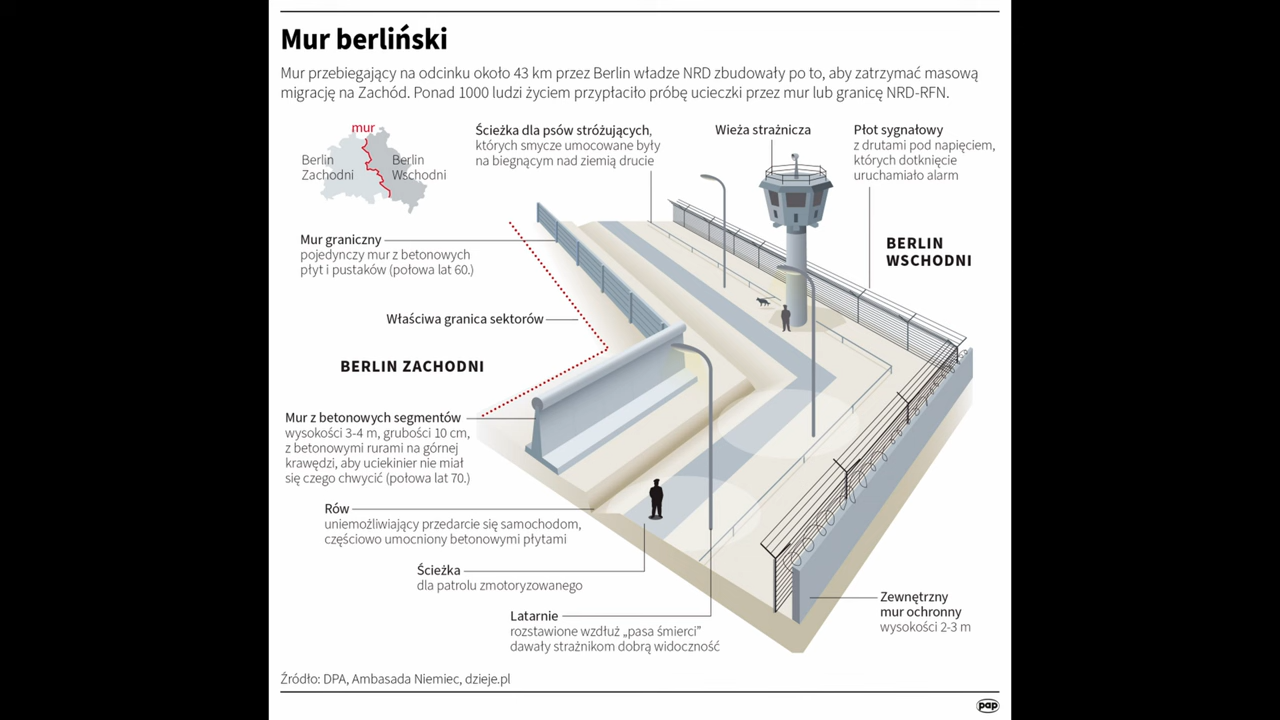 Mur berliński
Mur przebiegający na odcinku około 43 km przez Berlin władze NRD zbudowały po to, aby zatrzymać masową
migrację na Zachód. Ponad 1000 ludzi życiem przypłaciło próbę ucieczki przez mur lub granicę NRD-RFN.
mur
Berlin
Zachodni
Berlin
Wschodni
Ścieżka dla psów stróżujących,
których smycze umocowane były
na biegnącym nad ziemią drucie
Wieża strażnicza
Płot sygnałowy
z drutami pod napięciem,
których dotknięcie
uruchamiało alarm
Mur graniczny
pojedynczy mur z betonowych
płyt i pustaków (połowa lat 60.)
BERLIN
WSCHODNI
Właściwa granica sektorów
BERLIN ZACHODNI
Mur z betonowych segmentów
wysokości 3-4 m, grubości 10 cm,
z betonowymi rurami na górnej
krawędzi, aby uciekinier nie miał
się czego chwycić (połowa lat 70.)
Rów
uniemożliwiający przedarcie się samochodom,
częściowo umocniony betonowymi płytami
Ścieżka
dla patrolu zmotoryzowanego
Latarnie
rozstawione wzdłuż „pasa śmierci”
dawały strażnikom dobrą widoczność
Zewnętrzny
mur ochronny
wysokości 2-3 m
Źródło: DPA, Ambasada Niemiec, dzieje.pl
pap